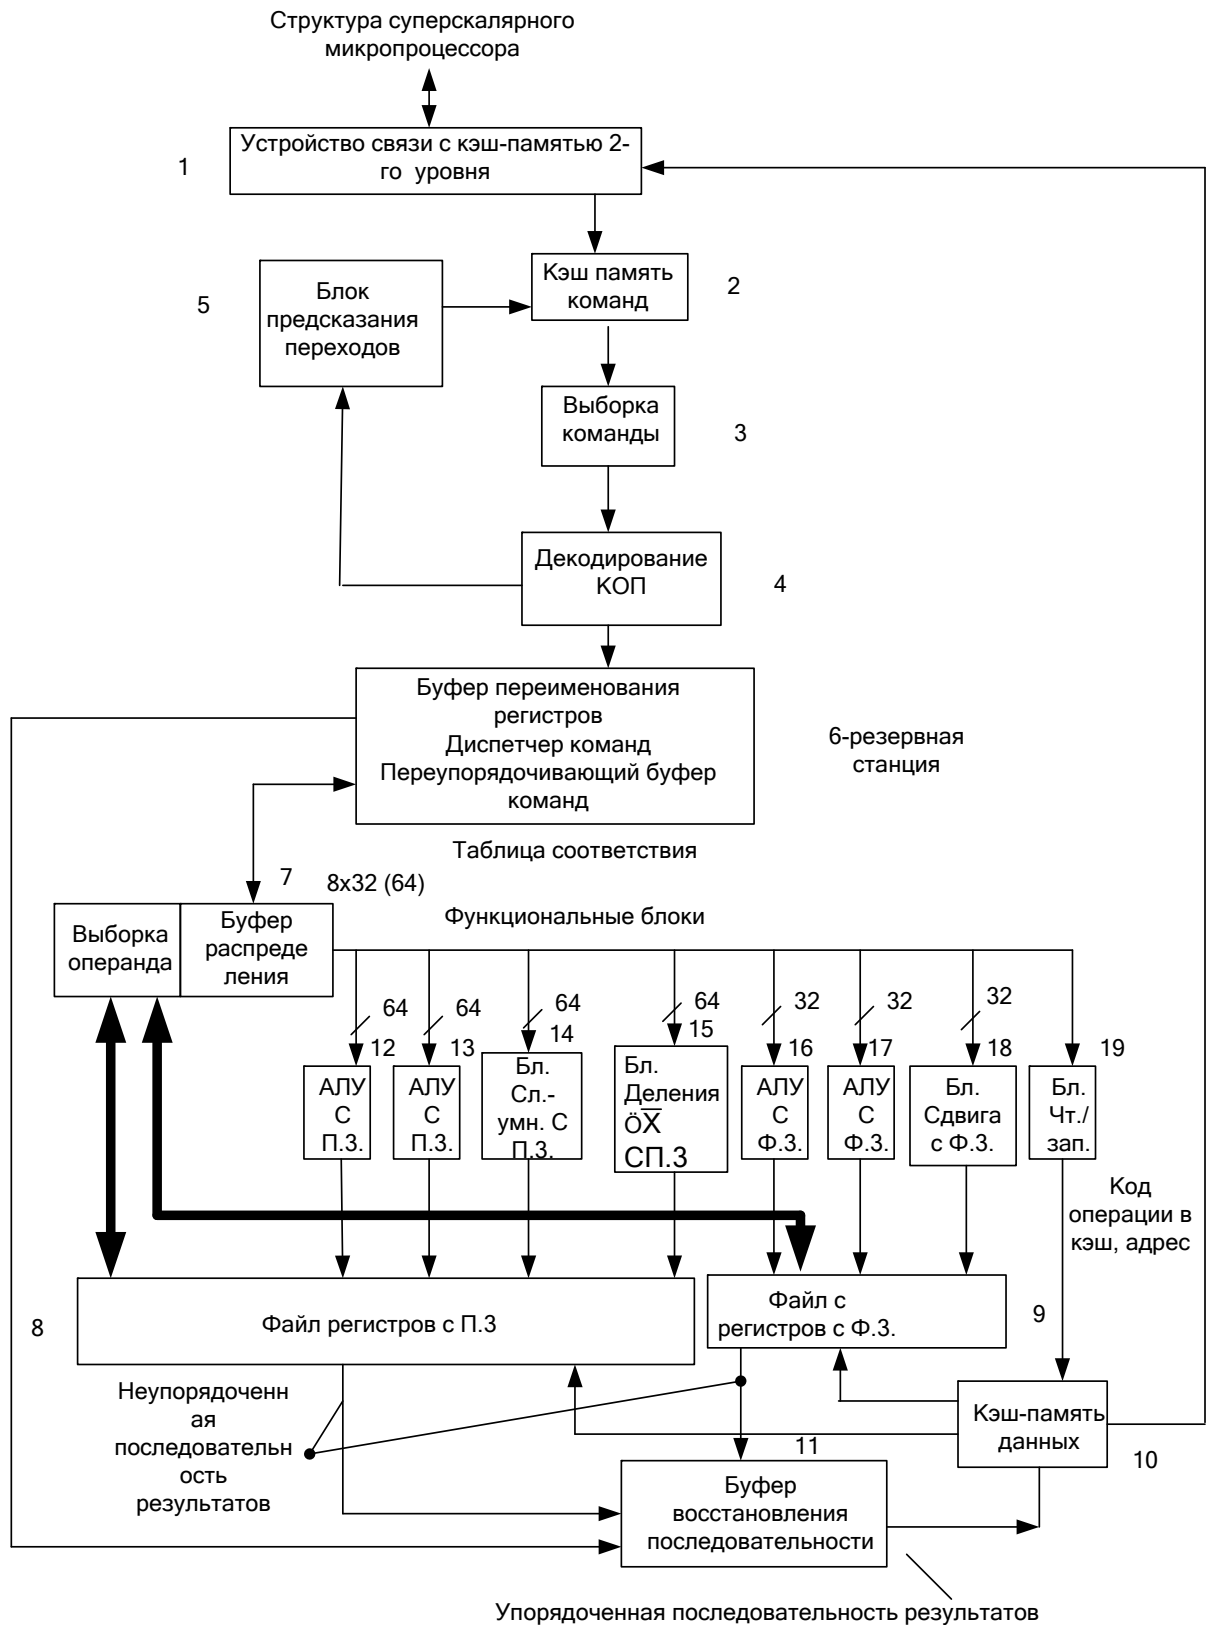 Структура суперскалярного
микропроцессора
Устройство связи с кэш-памятью 2-
го уровня
1
Кэш память
команд
2
Блок
предсказания
переходов
5
Выборка
команды
3
Декодирование
КОП
4
Буфер переименования
регистров
Диспетчер команд
Переупорядочивающий буфер
команд
6-резервная
станция
Таблица соответствия
7
8x32 (64)
Выборка
операнда
Буфер
распреде
ления
Функциональные блоки
64
64
64
64
32
32
32
12
13
14
15
16
17
18
19
АЛУ
С
П.З.
АЛУ
С
П.З.
Бл.
Сл.-
умн. С
П.З.
Бл.
Деления
ÖX̅
СП.З
АЛУ
С
Ф.З.
АЛУ
С
Ф.З.
Бл.
Сдвига
с Ф.З.
Бл.
Чт./
зап.
Код
операции в
кэш, адрес
8
Файл регистров с П.З
Файл с
регистров с Ф.З.
9
Неупорядоченн
ая
последовательн
ость
результатов
Кэш-память
данных
10
11
Буфер
восстановления
последовательности
Упорядоченная последовательность результатов